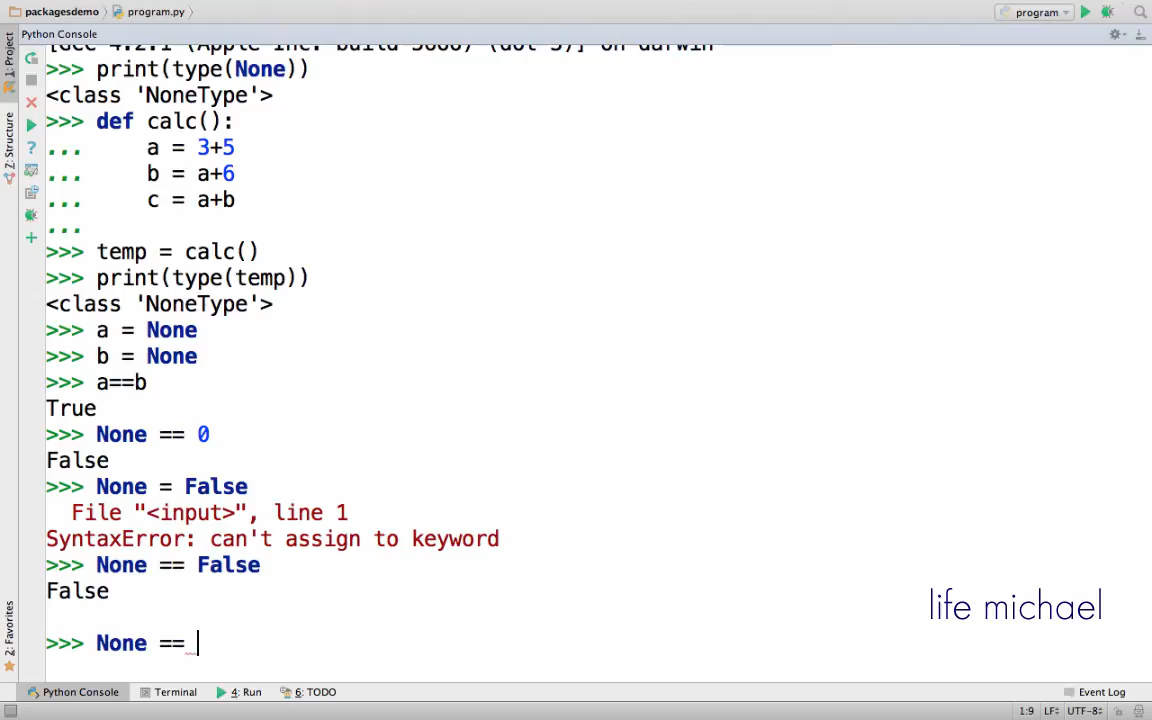 packagesdemo
program.py
program
Python Console
[GCC 4.2.1 (Apple Inc. build 5666) (dot 3)] on darwin
>>> print(type(None))
<class 'NoneType'>
>>> def calc():
...     a = 3+5
...     b = a+6
...     c = a+b
...
>>> temp = calc()
>>> print(type(temp))
<class 'NoneType'>
>>> a = None
>>> b = None
>>> a==b
True
>>> None == 0
False
>>> None = False
  File "<input>", line 1
SyntaxError: can't assign to keyword
>>> None == False
False
>>> None ==
1: Project
7: Structure
2: Favorites
life michael
Python Console
Terminal
4: Run
6: TODO
Event Log
1:9
LF
UTF-8